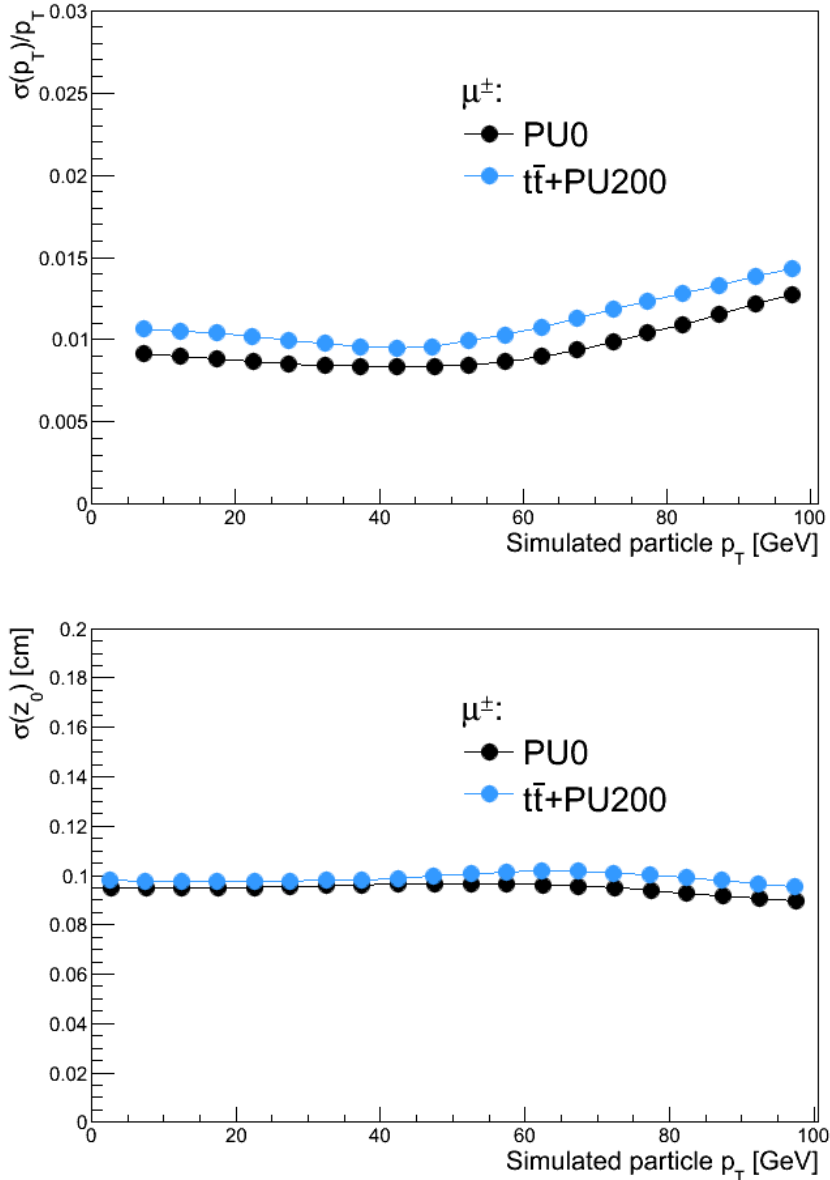 σ(p_T)/p_T
0.03
0.025
0.02
0.015
0.01
0.005
0
μ±:
PU0
tt̄+PU200
0 20 40 60 80 100
Simulated particle p_T [GeV]
σ(z_0) [cm]
0.2
0.18
0.16
0.14
0.12
0.1
0.08
0.06
0.04
0.02
0
μ±:
PU0
tt̄+PU200
0 20 40 60 80 100
Simulated particle p_T [GeV]